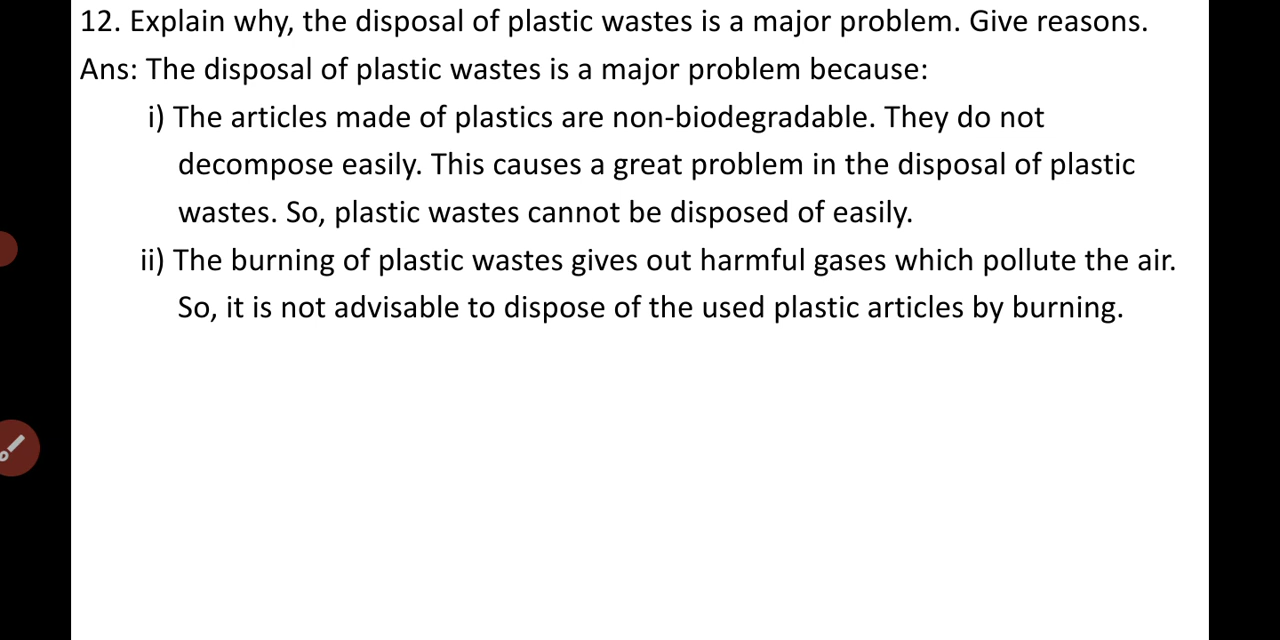 12. Explain why, the disposal of plastic wastes is a major problem. Give reasons.
Ans: The disposal of plastic wastes is a major problem because:
i) The articles made of plastics are non-biodegradable. They do not
decompose easily. This causes a great problem in the disposal of plastic
wastes. So, plastic wastes cannot be disposed of easily.
ii) The burning of plastic wastes gives out harmful gases which pollute the air.
So, it is not advisable to dispose of the used plastic articles by burning.